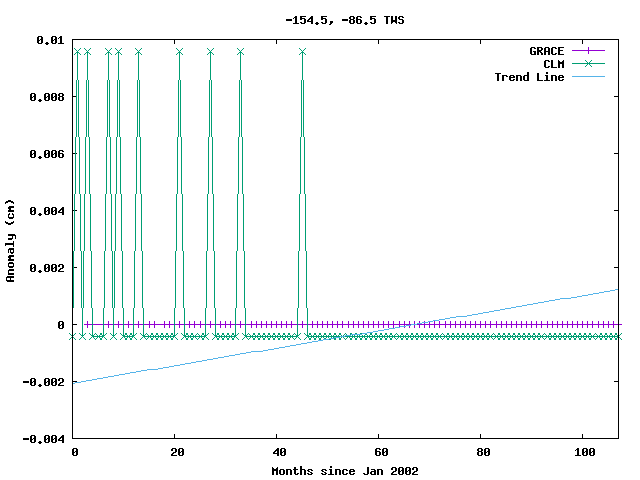 -154.5, -86.5 TWS
GRACE
CLM
Trend Line
0.01
0.008
0.006
0.004
0.002
0
-0.002
-0.004
Anomaly (cm)
0 20 40 60 80 100
Months since Jan 2002